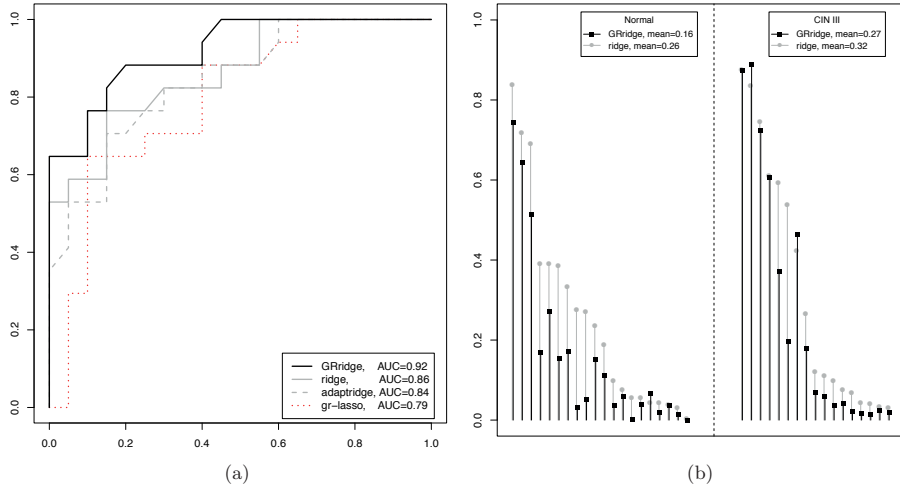 1.0
0.8
0.6
0.4
0.2
0.0
0.0 0.2 0.4 0.6 0.8 1.0
GRridge, AUC=0.92
ridge, AUC=0.86
adaptridge, AUC=0.84
gr-lasso, AUC=0.79
(a)
1.0
0.8
0.6
0.4
0.2
0.0
Normal
GRridge, mean=0.16
ridge, mean=0.26
CIN III
GRridge, mean=0.27
ridge, mean=0.32
(b)